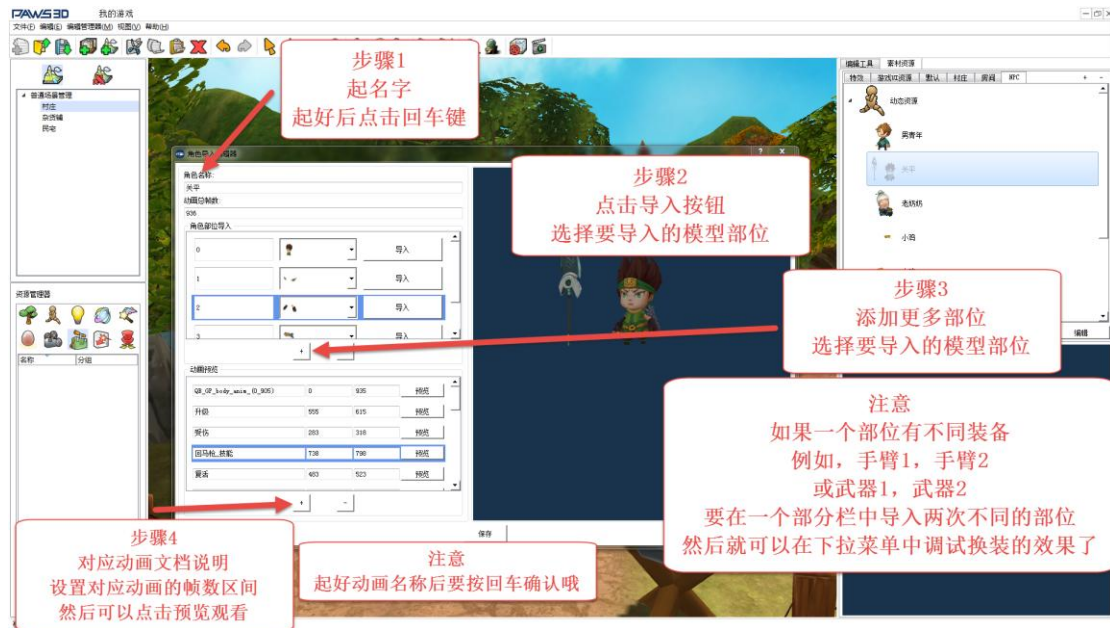 PAWS3D 我的游戏
文件(F) 编辑(E) 编辑管理器(M) 视图(V) 帮助(H)
普通场景管理
村庄
杂货铺
民宅
资源管理器
名称 分组
步骤1
起名字
起好后点击回车键
角色名称:
关平
动画总帧数:
936
角色部位导入
0 导入
1 导入
2 导入
3 导入
+
动画预览
0 935 预览
升级 555 615 预览
受伤 283 318 预览
回马枪_技能 738 798 预览
复活 483 523 预览
+ -
保存
步骤2
点击导入按钮
选择要导入的模型部位
步骤3
添加更多部位
选择要导入的模型部位
步骤4
对应动画文档说明
设置对应动画的帧数区间
然后可以点击预览观看
注意
起好动画名称后要按回车确认哦
注意
如果一个部位有不同装备
例如，手臂1，手臂2
或武器1，武器2
要在一个部分栏中导入两次不同的部位
然后就可以在下拉菜单中调试换装的效果了
编辑工具 素材资源
特效 游戏UI资源 默认 村庄 房间 NPC + -
动态资源
男青年
关平
老奶奶
小鸡
编辑